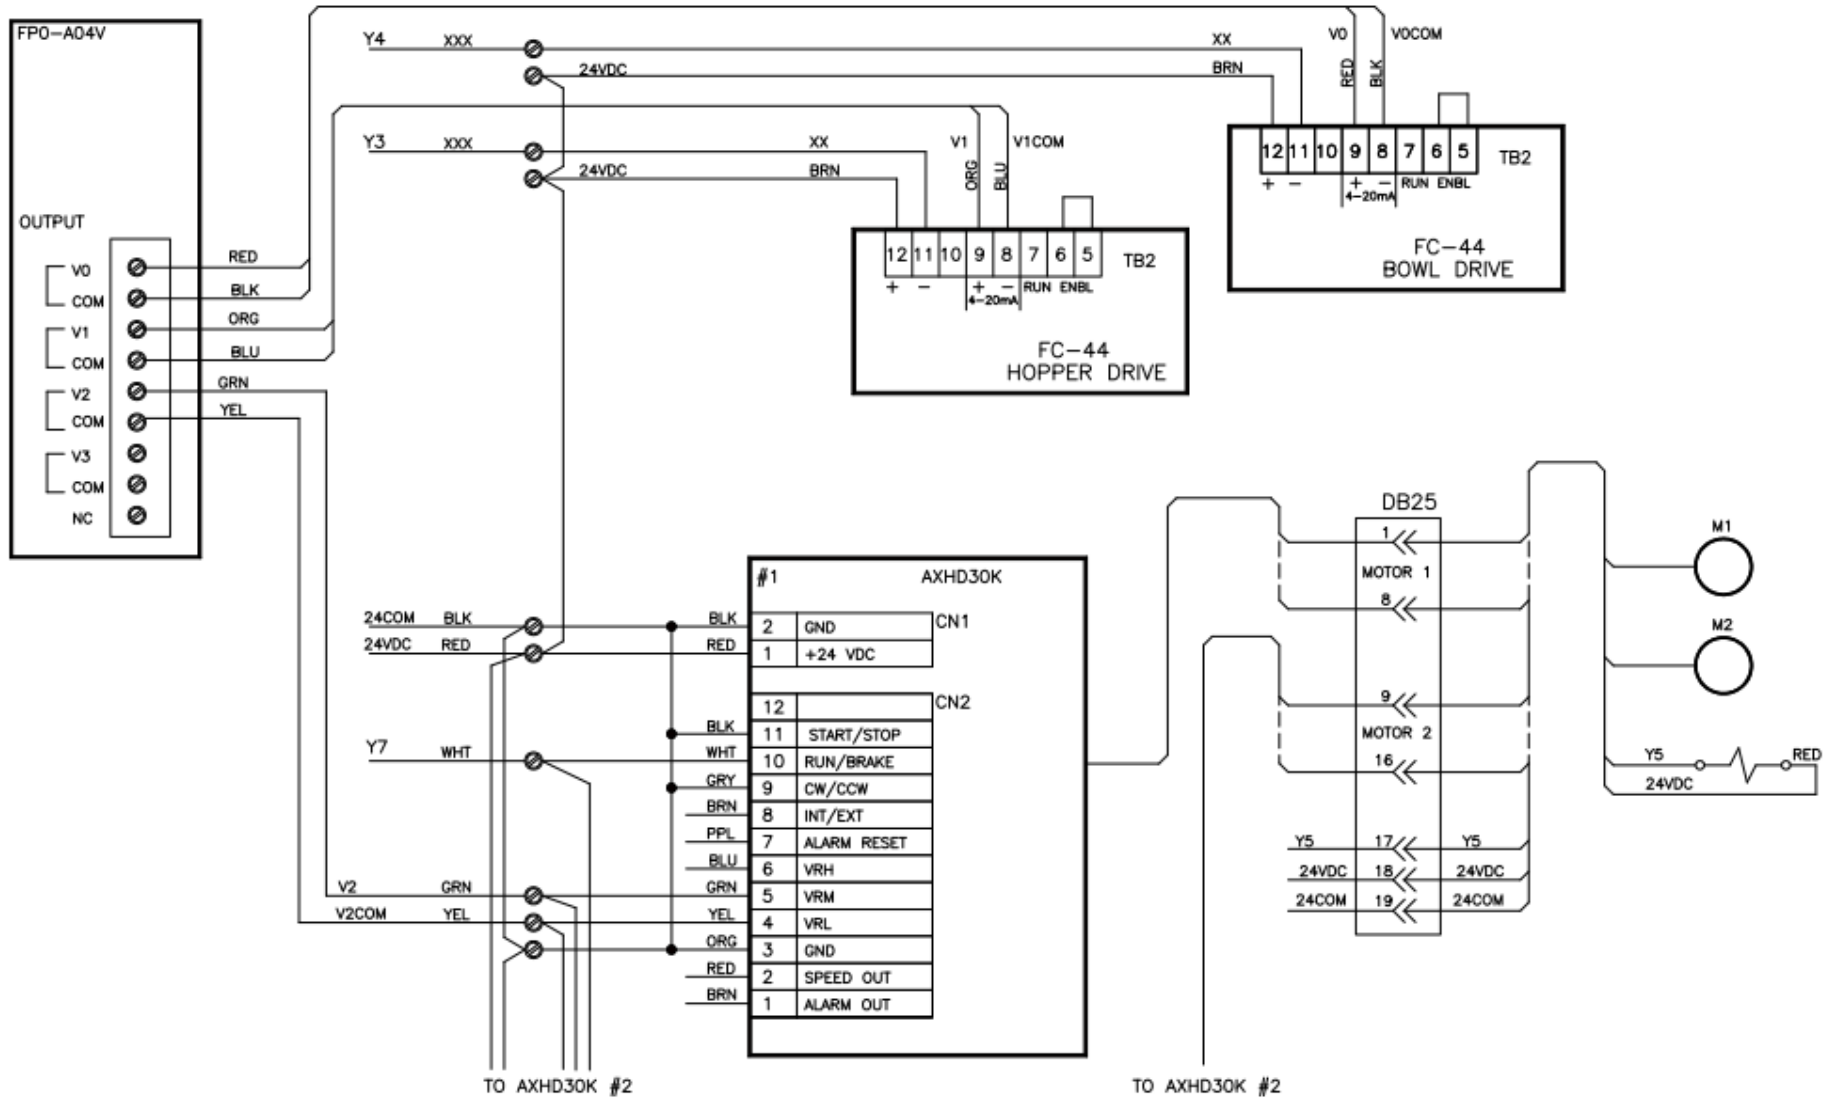 FP0-A04V
OUTPUT
V0
COM
V1
COM
V2
COM
V3
COM
NC
RED
BLK
ORG
BLU
GRN
YEL
Y4 XXX XX
24VDC BRN
Y3 XXX XX
24VDC BRN
V1 V1COM
ORG BLU
V0 V0COM
RED BLK
12 11 10 9 8 7 6 5 TB2
+ - + - RUN ENBL
4-20mA
FC-44
BOWL DRIVE
12 11 10 9 8 7 6 5 TB2
+ - + - RUN ENBL
4-20mA
FC-44
HOPPER DRIVE
#1 AXHD30K
24COM BLK BLK 2 GND CN1
24VDC RED RED 1 +24 VDC
12 CN2
BLK 11 START/STOP
Y7 WHT WHT 10 RUN/BRAKE
GRY 9 CW/CCW
BRN 8 INT/EXT
PPL 7 ALARM RESET
BLU 6 VRH
V2 GRN GRN 5 VRM
V2COM YEL YEL 4 VRL
ORG 3 GND
RED 2 SPEED OUT
BRN 1 ALARM OUT
TO AXHD30K #2
DB25
1
MOTOR 1
8
9
MOTOR 2
16
Y5 17 Y5
24VDC 18 24VDC
24COM 19 24COM
M1
M2
Y5 RED
24VDC
TO AXHD30K #2